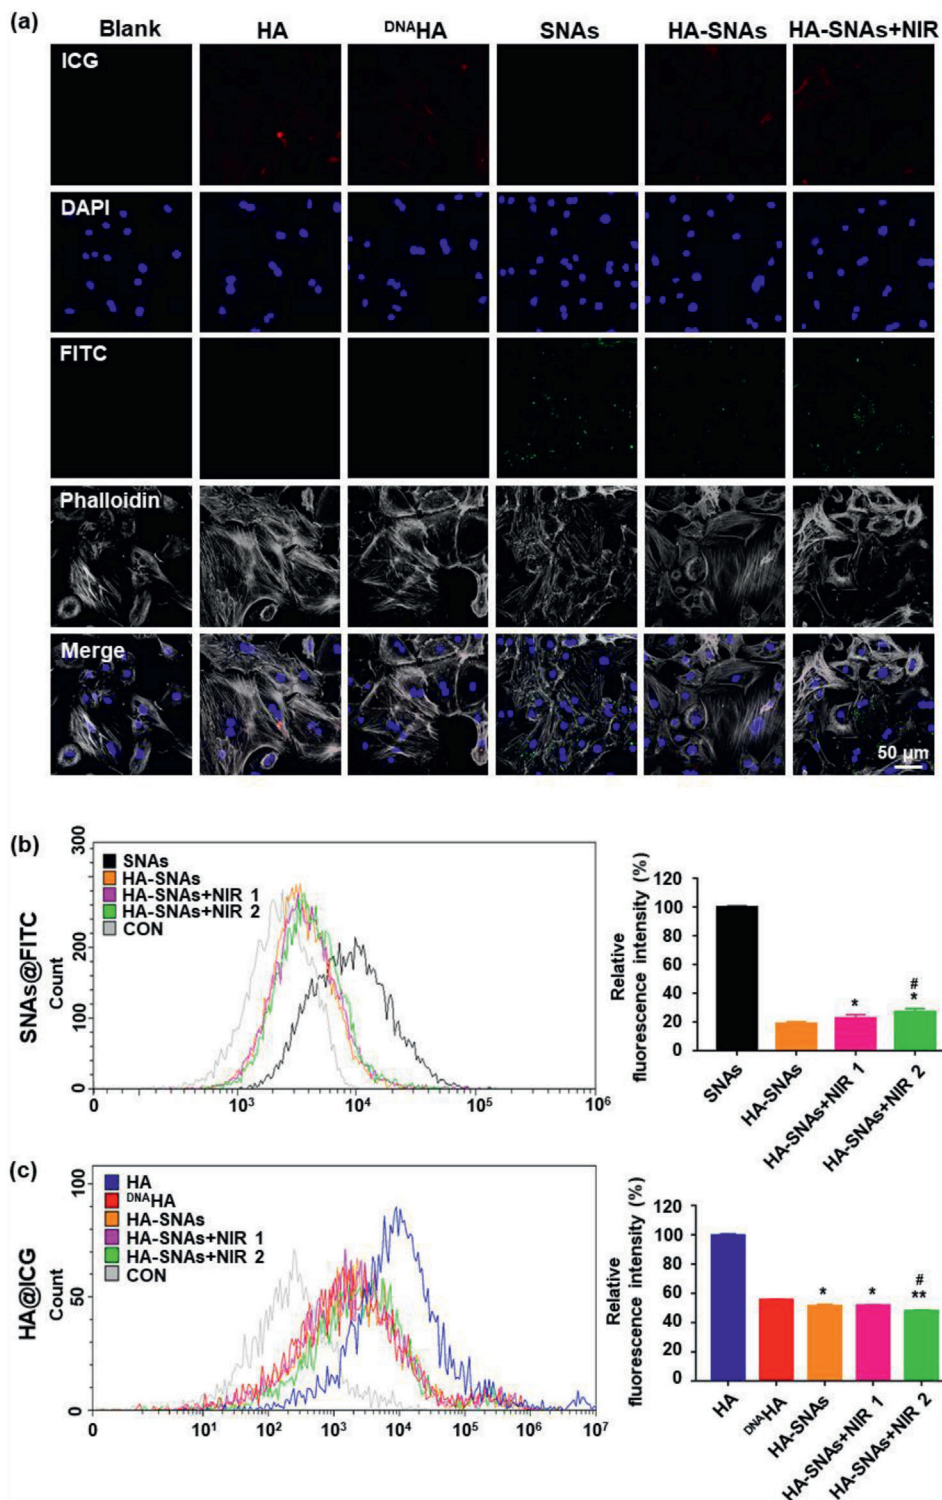 (a)
Blank HA DNAHA SNAs HA-SNAs HA-SNAs+NIR
ICG
DAPI
FITC
Phalloidin
Merge
50 µm
(b)
SNAs@FITC
Count
300
200
100
0
SNAs
HA-SNAs
HA-SNAs+NIR 1
HA-SNAs+NIR 2
CON
0 10³ 10⁴ 10⁵ 10⁶
Relative
fluorescence intensity (%)
120
100
80
60
40
20
0
*
#
*
SNAs
HA-SNAs
HA-SNAs+NIR 1
HA-SNAs+NIR 2
(c)
HA@ICG
Count
100
50
0
HA
DNAHA
HA-SNAs
HA-SNAs+NIR 1
HA-SNAs+NIR 2
CON
0 10¹ 10² 10³ 10⁴ 10⁵ 10⁶ 10⁷
Relative
fluorescence intensity (%)
120
100
80
60
40
20
0
*
*
#
**
HA
DNAHA
HA-SNAs
HA-SNAs+NIR 1
HA-SNAs+NIR 2